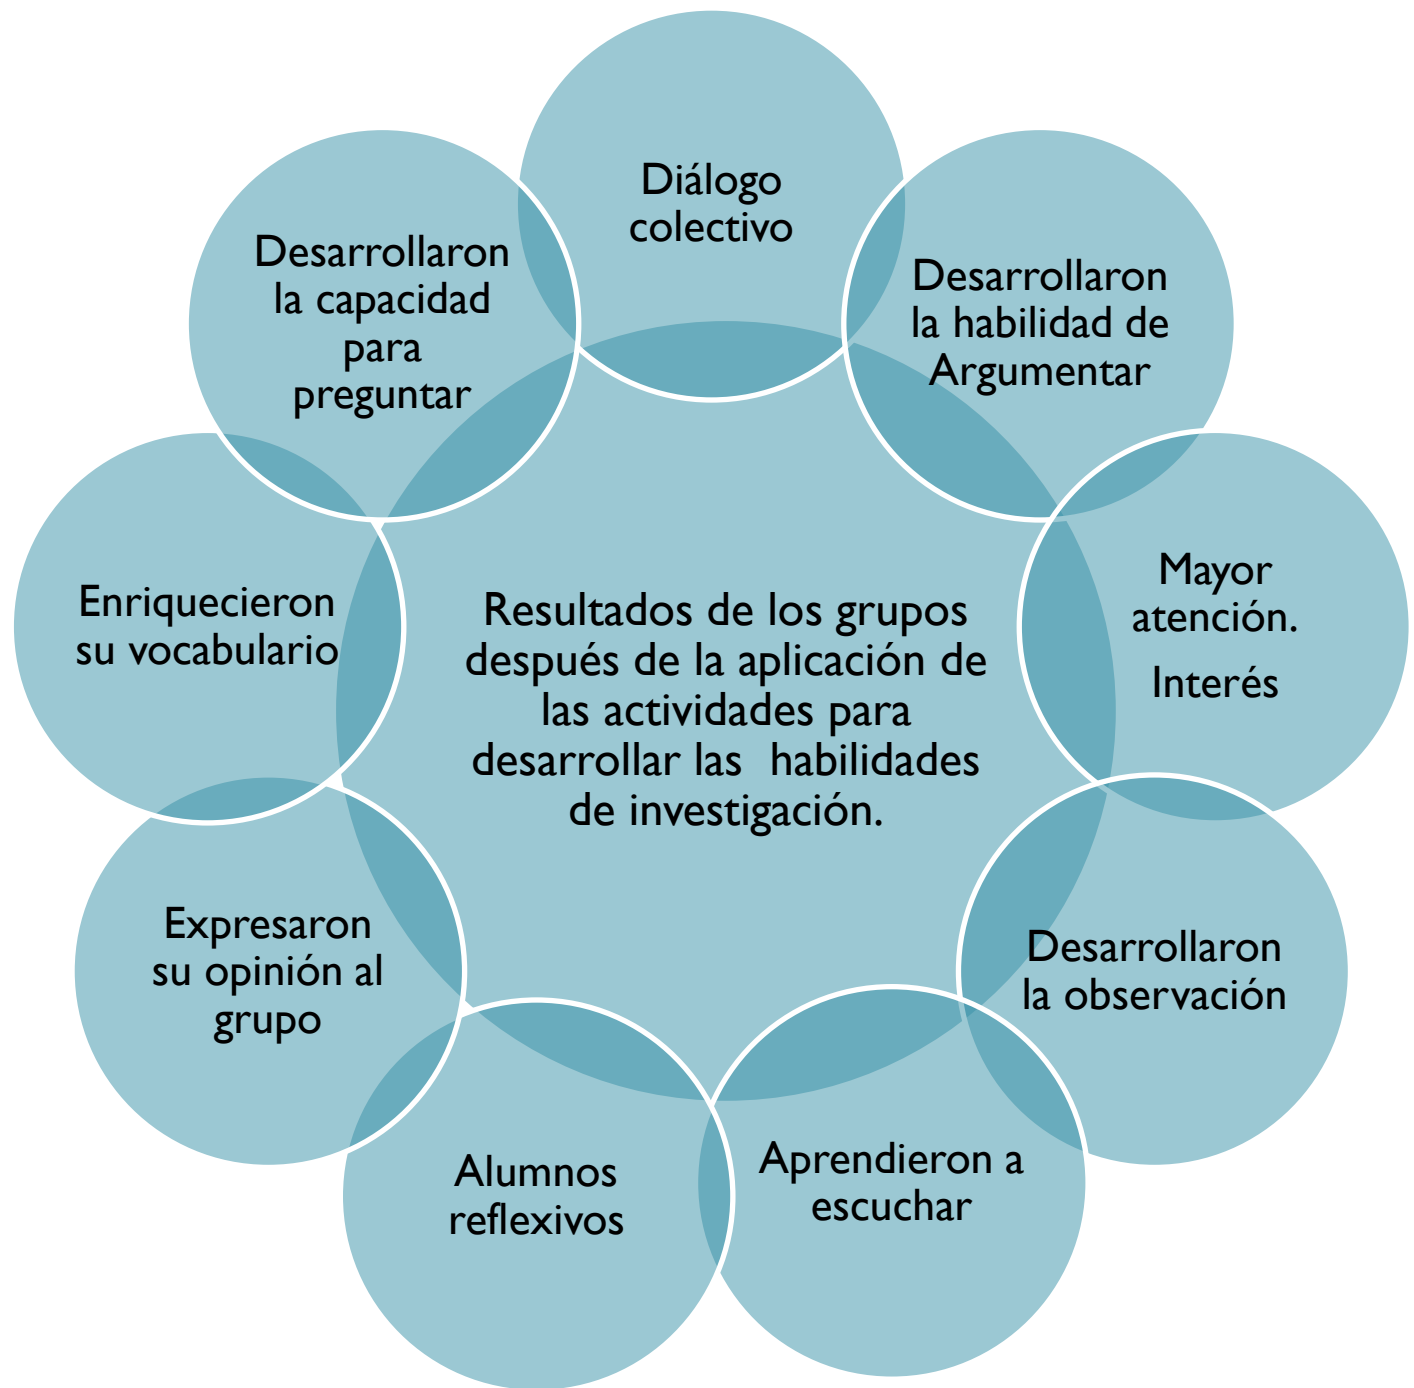 Diálogo
colectivo
Desarrollaron
la habilidad de
Argumentar
Mayor
atención.
Interés
Desarrollaron
la observación
Aprendieron a
escuchar
Alumnos
reflexivos
Expresaron
su opinión al
grupo
Enriquecieron
su vocabulario
Desarrollaron
la capacidad
para
preguntar
Resultados de los grupos
después de la aplicación de
las actividades para
desarrollar las  habilidades
de investigación.